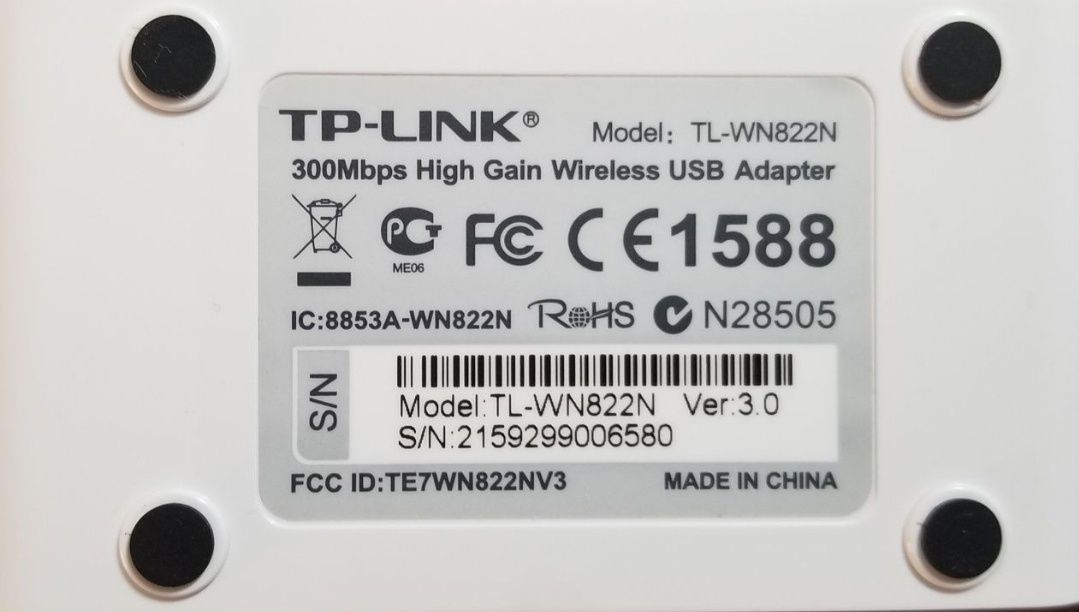 TP-LINK® Model: TL-WN822N
300Mbps High Gain Wireless USB Adapter
PCT FC CE1588
ME06
IC:8853A-WN822N RoHS N28505
S/N
Model:TL-WN822N Ver:3.0
S/N:2159299006580
FCC ID:TE7WN822NV3 MADE IN CHINA